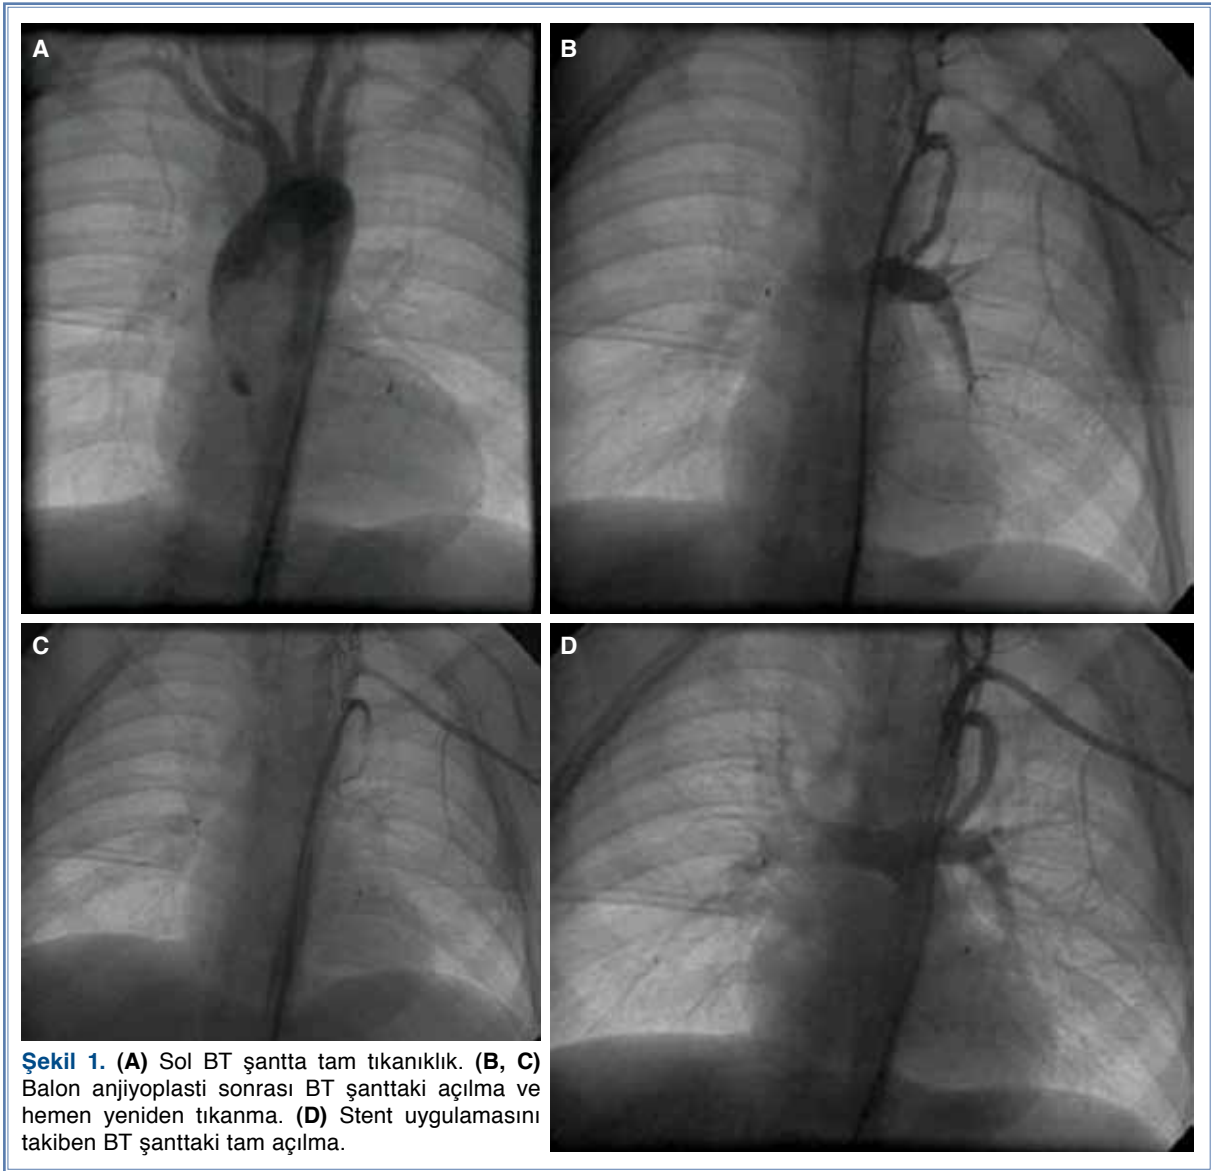 A
B
C
D
Şekil 1. (A) Sol BT şantta tam tıkanıklık. (B, C)
Balon anjiyoplasti sonrası BT şanttaki açılma ve
hemen yeniden tıkanma. (D) Stent uygulamasını
takiben BT şanttaki tam açılma.